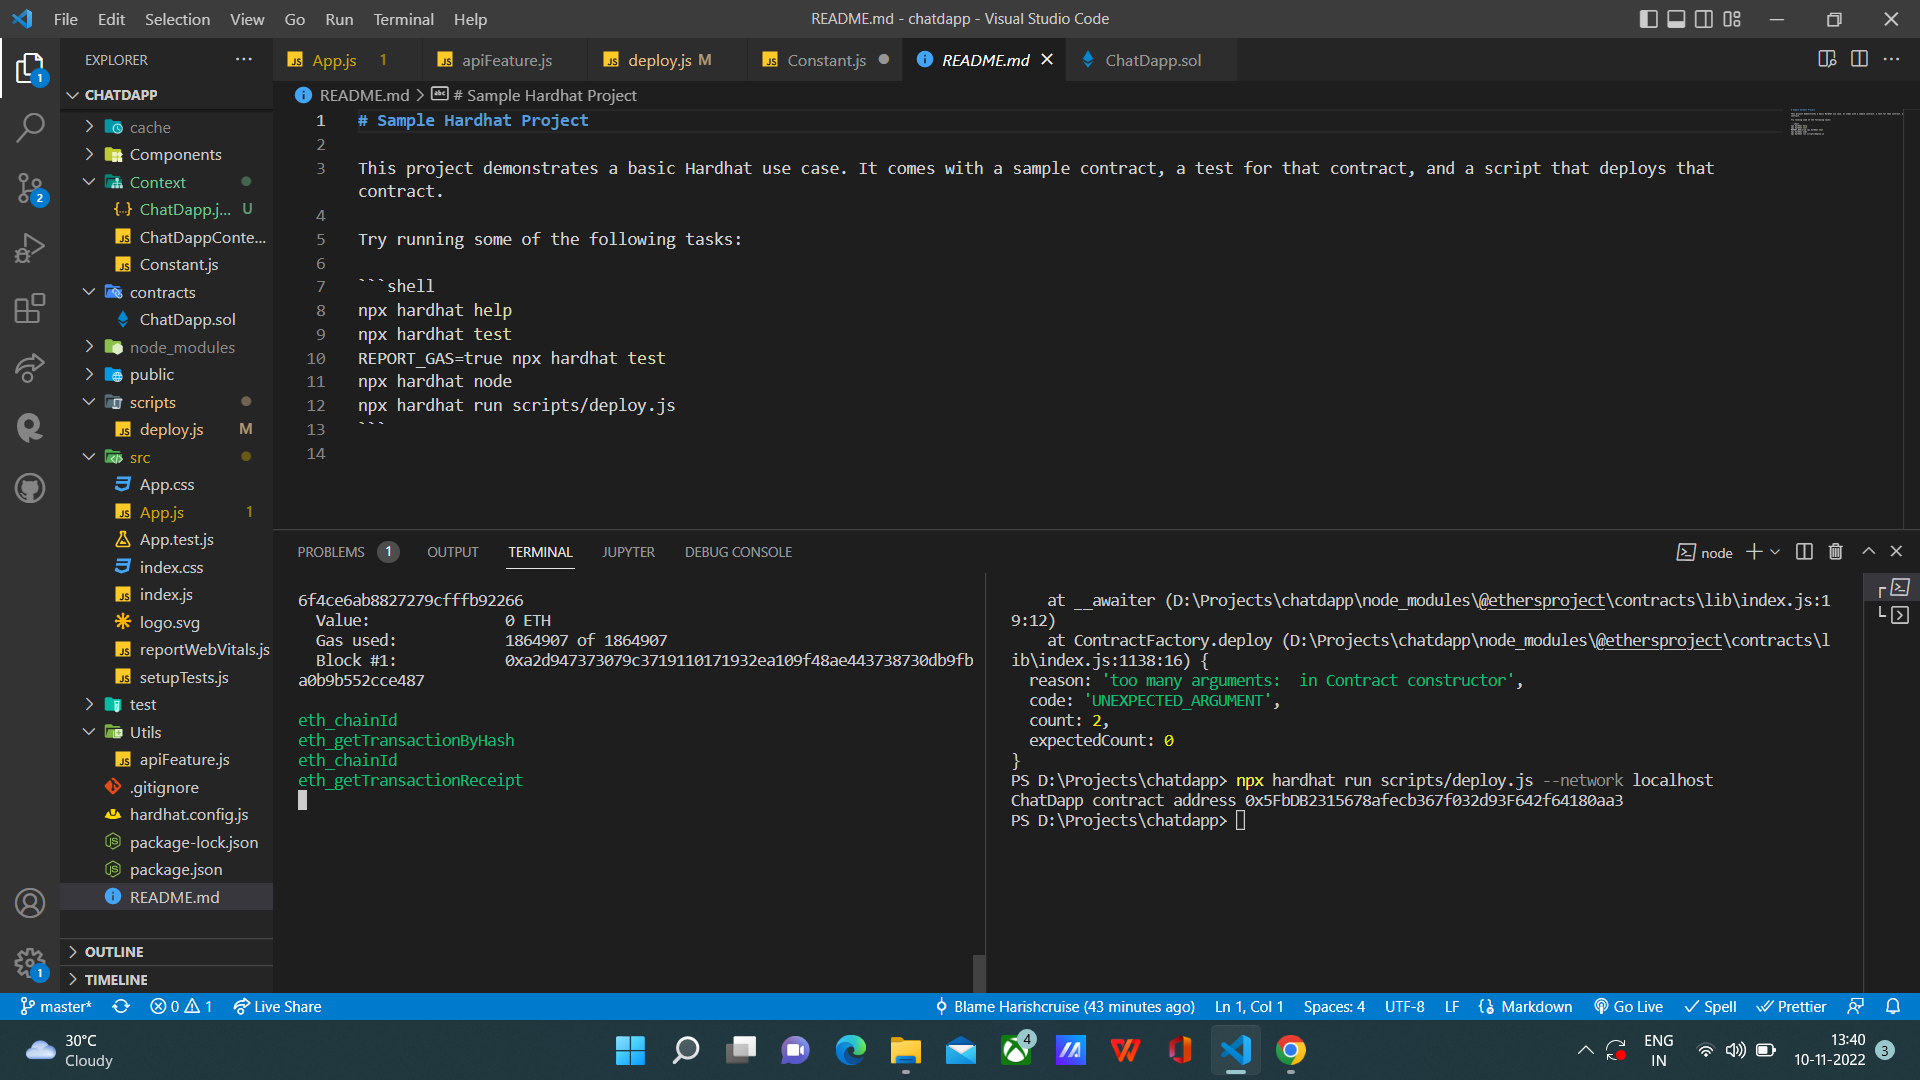 File Edit Selection View Go Run Terminal Help
README.md - chatdapp - Visual Studio Code
EXPLORER
App.js 1
apiFeature.js
deploy.js M
Constant.js
README.md
ChatDapp.sol
CHATDAPP
README.md > # Sample Hardhat Project
cache
Components
Context
ChatDapp.j... U
ChatDappConte...
Constant.js
contracts
ChatDapp.sol
node_modules
public
scripts
deploy.js M
src
App.css
App.js 1
App.test.js
index.css
index.js
logo.svg
reportWebVitals.js
setupTests.js
test
Utils
apiFeature.js
.gitignore
hardhat.config.js
package-lock.json
package.json
README.md
OUTLINE
TIMELINE
1
2
1
1 # Sample Hardhat Project
2
3 This project demonstrates a basic Hardhat use case. It comes with a sample contract, a test for that contract, and a script that deploys that
contract.
4
5 Try running some of the following tasks:
6
7 ```shell
8 npx hardhat help
9 npx hardhat test
10 REPORT_GAS=true npx hardhat test
11 npx hardhat node
12 npx hardhat run scripts/deploy.js
13 ```
14
PROBLEMS 1 OUTPUT TERMINAL JUPYTER DEBUG CONSOLE
node
6f4ce6ab8827279cfffb92266
Value: 0 ETH
Gas used: 1864907 of 1864907
Block #1: 0xa2d947373079c3719110171932ea109f48ae443738730db9fb
a0b9b552cce487
eth_chainId
eth_getTransactionByHash
eth_chainId
eth_getTransactionReceipt
at __awaiter (D:\Projects\chatdapp\node_modules\@ethersproject\contracts\lib\index.js:1
9:12)
at ContractFactory.deploy (D:\Projects\chatdapp\node_modules\@ethersproject\contracts\l
ib\index.js:1138:16) {
reason: 'too many arguments:  in Contract constructor',
code: 'UNEXPECTED_ARGUMENT',
count: 2,
expectedCount: 0
}
PS D:\Projects\chatdapp> npx hardhat run scripts/deploy.js --network localhost
ChatDapp contract address 0x5FbDB2315678afecb367f032d93F642f64180aa3
PS D:\Projects\chatdapp>
master* 0 1 Live Share
Blame Harishcruise (43 minutes ago) Ln 1, Col 1 Spaces: 4 UTF-8 LF Markdown Go Live Spell Prettier
30°C
Cloudy
4
ENG
IN
13:40
10-11-2022
3